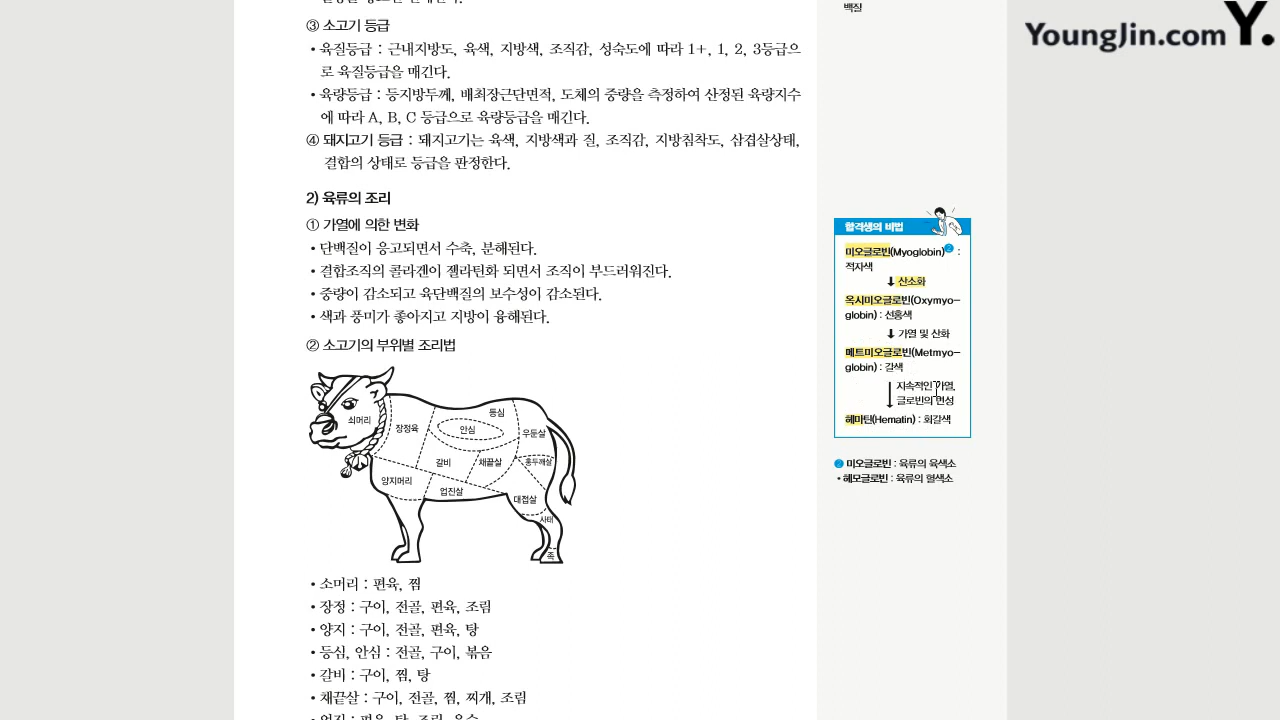 ③ 소고기 등급
• 육질등급 : 근내지방도, 육색, 지방색, 조직감, 성숙도에 따라 1+, 1, 2, 3등급으
로 육질등급을 매긴다.
• 육량등급 : 등지방두께, 배최장근단면적, 도체의 중량을 측정하여 산정된 육량지수
에 따라 A, B, C 등급으로 육량등급을 매긴다.
④ 돼지고기 등급 : 돼지고기는 육색, 지방색과 질, 조직감, 지방침착도, 삼겹살상태,
결합의 상태로 등급을 판정한다.
2) 육류의 조리
① 가열에 의한 변화
• 단백질이 응고되면서 수축, 분해된다.
• 결합조직의 콜라겐이 젤라틴화 되면서 조직이 부드러워진다.
• 중량이 감소되고 육단백질의 보수성이 감소된다.
• 색과 풍미가 좋아지고 지방이 융해된다.
② 소고기의 부위별 조리법
쇠머리
장정육
등심
안심
우둔살
갈비
채끝살
홍두깨살
양지머리
업진살
대접살
사태
족
• 소머리 : 편육, 찜
• 장정 : 구이, 전골, 편육, 조림
• 양지 : 구이, 전골, 편육, 탕
• 등심, 안심 : 전골, 구이, 볶음
• 갈비 : 구이, 찜, 탕
• 채끝살 : 구이, 전골, 찜, 찌개, 조림
백질
합격생의 비법
미오글로빈(Myoglobin)❷ :
적자색
↓ 산소화
옥시미오글로빈(Oxymyo-
globin) : 선홍색
↓ 가열 및 산화
메트미오글로빈(Metmyo-
globin) : 갈색
↓ 지속적인 가열,
글로빈의 변성
헤마틴(Hematin) : 회갈색
❷ 미오글로빈 : 육류의 육색소
• 헤모글로빈 : 육류의 혈색소
YoungJin.com Y.